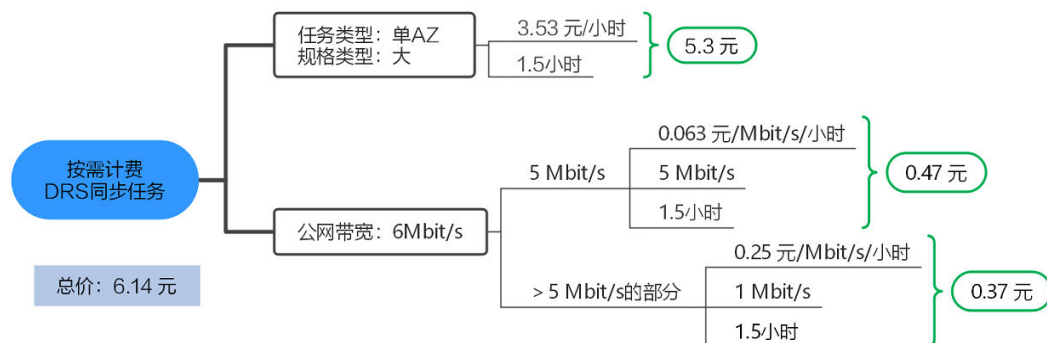 按需计费
DRS同步任务
任务类型：单AZ
规格类型：大
3.53 元/小时
1.5小时
5.3 元
公网带宽：6Mbit/s
5 Mbit/s
0.063 元/Mbit/s/小时
5 Mbit/s
1.5小时
0.47 元
> 5 Mbit/s的部分
0.25 元/Mbit/s/小时
1 Mbit/s
1.5小时
0.37 元
总价：6.14 元